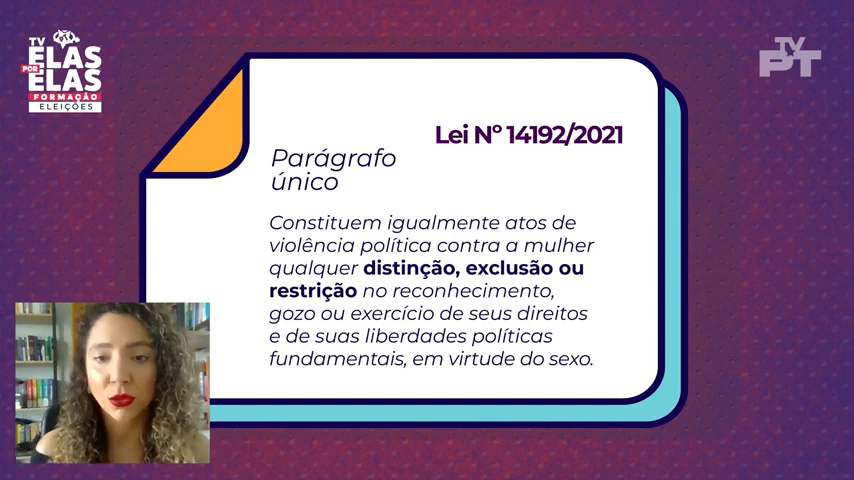 TV
ELAS
POR
ELAS
FORMAÇÃO
ELEIÇÕES
TV
PT
Lei Nº 14192/2021
Parágrafo
único
Constituem igualmente atos de
violência política contra a mulher
qualquer distinção, exclusão ou
restrição no reconhecimento,
gozo ou exercício de seus direitos
e de suas liberdades políticas
fundamentais, em virtude do sexo.